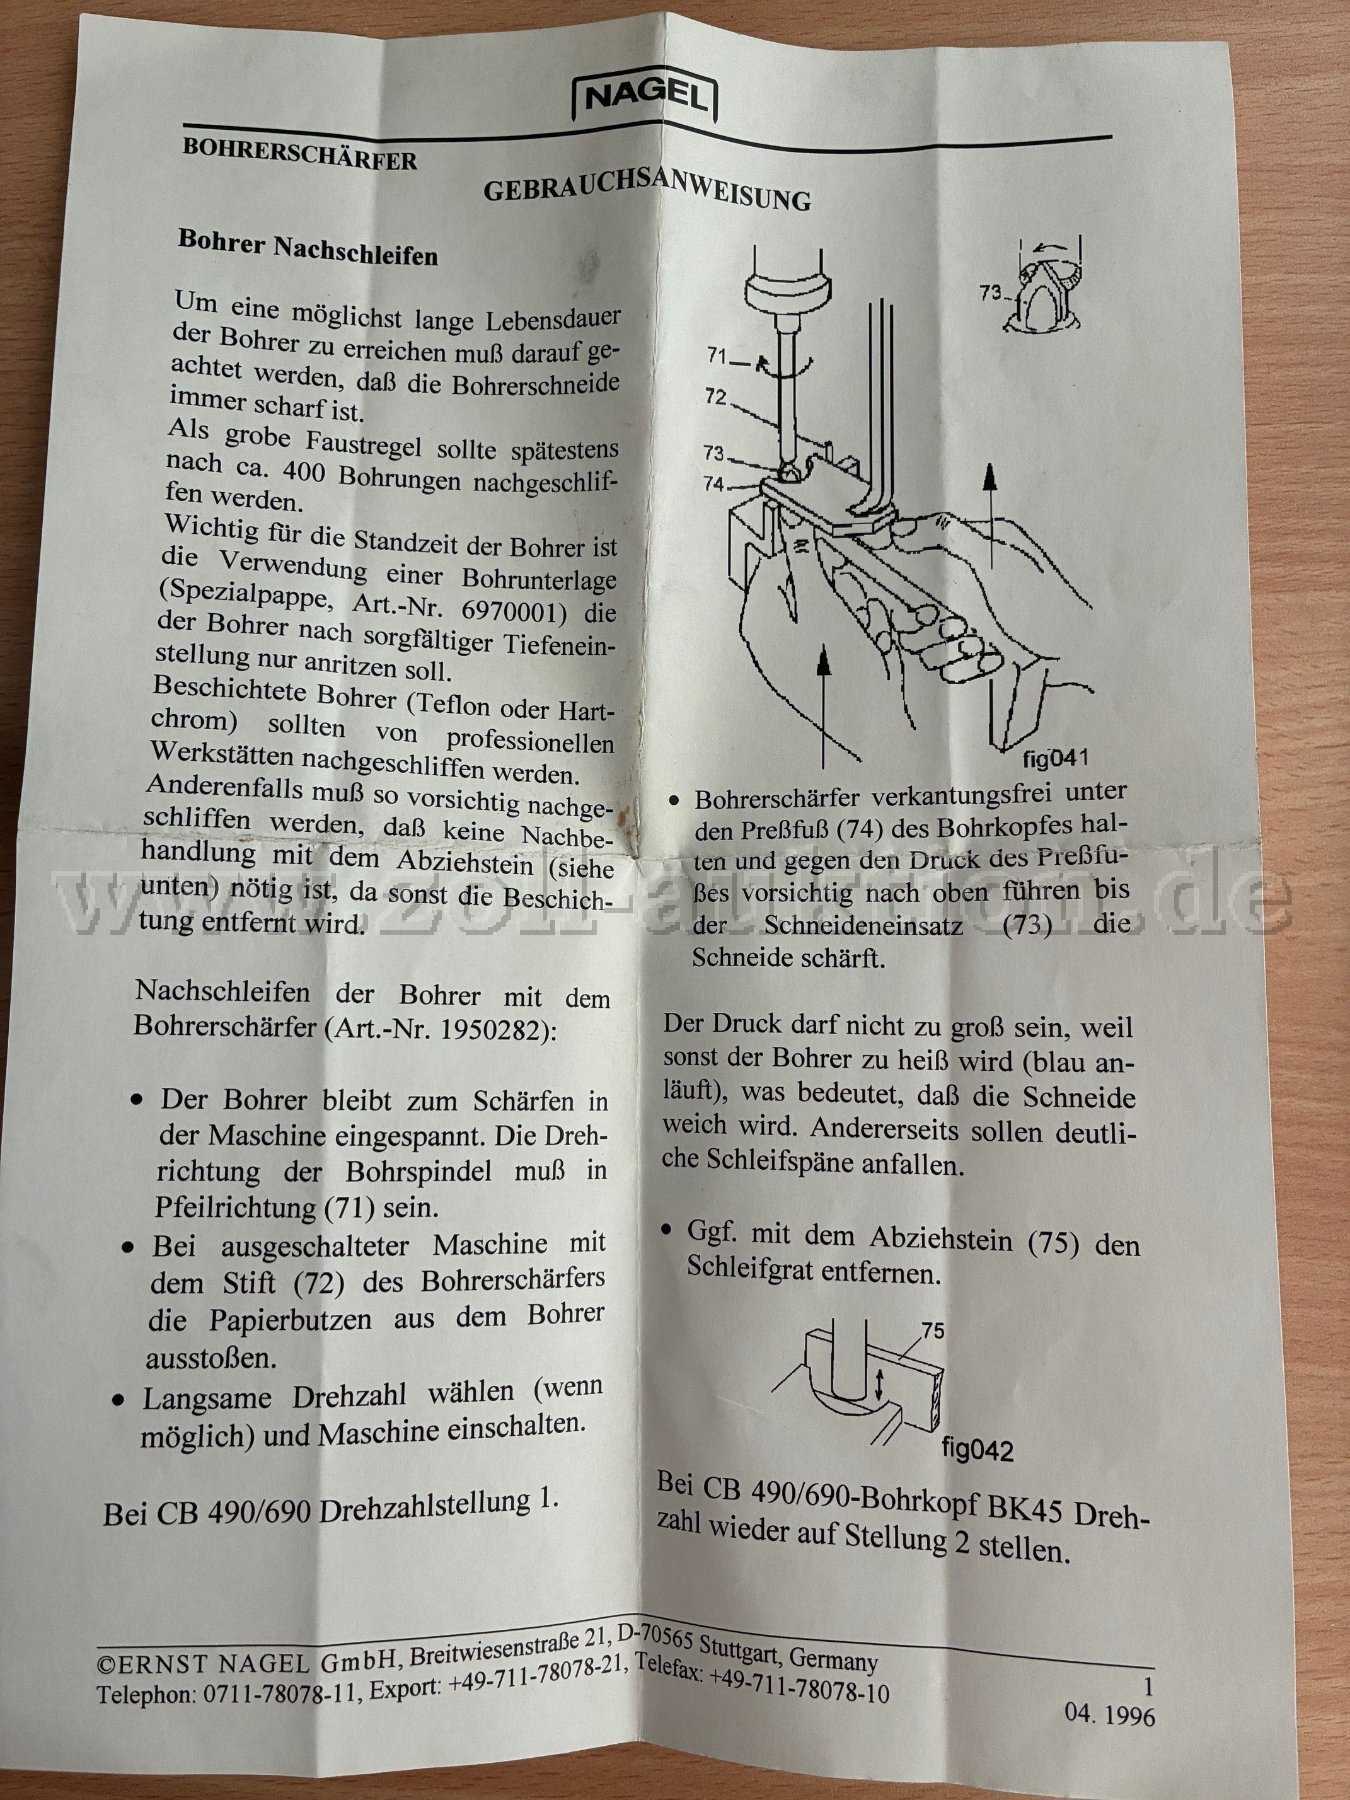 NAGEL
BOHRERSCHÄRFER
GEBRAUCHSANWEISUNG
Bohrer Nachschleifen
Um eine möglichst lange Lebensdauer
der Bohrer zu erreichen muß darauf ge-
achtet werden, daß die Bohrerschneide
immer scharf ist.
Als grobe Faustregel sollte spätestens
nach ca. 400 Bohrungen nachgeschlif-
fen werden.
Wichtig für die Standzeit der Bohrer ist
die Verwendung einer Bohrunterlage
(Spezialpappe, Art.-Nr. 6970001) die
der Bohrer nach sorgfältiger Tiefenein-
stellung nur anritzen soll.
Beschichtete Bohrer (Teflon oder Hart-
chrom) sollten von professionellen
Werkstätten nachgeschliffen werden.
Anderenfalls muß so vorsichtig nachge-
schliffen werden, daß keine Nachbe-
handlung mit dem Abziehstein (siehe
unten) nötig ist, da sonst die Beschich-
tung entfernt wird.
Nachschleifen der Bohrer mit dem
Bohrerschärfer (Art.-Nr. 1950282):
• Der Bohrer bleibt zum Schärfen in
der Maschine eingespannt. Die Dreh-
richtung der Bohrspindel muß in
Pfeilrichtung (71) sein.
• Bei ausgeschalteter Maschine mit
dem Stift (72) des Bohrerschärfers
die Papierbutzen aus dem Bohrer
ausstoßen.
• Langsame Drehzahl wählen (wenn
möglich) und Maschine einschalten.
Bei CB 490/690 Drehzahlstellung 1.
73
71
72
73
74
fig041
• Bohrerschärfer verkantungsfrei unter
den Preßfuß (74) des Bohrkopfes hal-
ten und gegen den Druck des Preßfu-
ßes vorsichtig nach oben führen bis
der Schneideneinsatz (73) die
Schneide schärft.
Der Druck darf nicht zu groß sein, weil
sonst der Bohrer zu heiß wird (blau an-
läuft), was bedeutet, daß die Schneide
weich wird. Andererseits sollen deutli-
che Schleifspäne anfallen.
• Ggf. mit dem Abziehstein (75) den
Schleifgrat entfernen.
75
fig042
Bei CB 490/690-Bohrkopf BK45 Dreh-
zahl wieder auf Stellung 2 stellen.
©ERNST NAGEL GmbH, Breitwiesenstraße 21, D-70565 Stuttgart, Germany
Telephon: 0711-78078-11, Export: +49-711-78078-21, Telefax: +49-711-78078-10
1
04. 1996
www.zoll-auktion.de